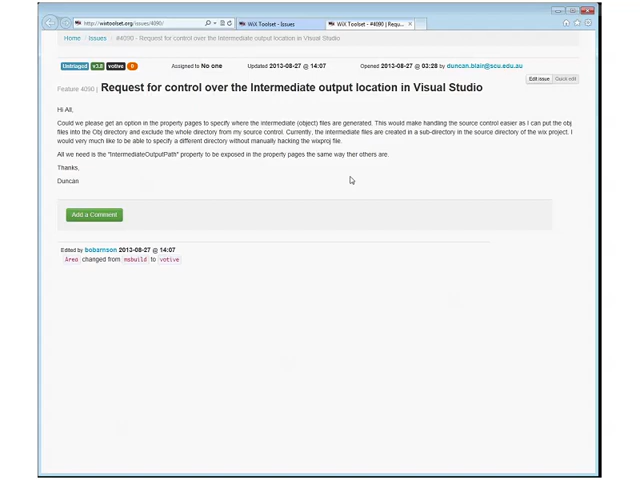 http://wixtoolset.org/issues/4090/
WiX Toolset - Issues
WiX Toolset - #4090 | Requ...
Home / Issues / #4090 - Request for control over the Intermediate output location in Visual Studio
Untriaged v3.8 votive 0 Assigned to No one Updated 2013-08-27 @ 14:07 Opened 2013-08-27 @ 03:28 by duncan.blair@scu.edu.au
Edit issue Quick edit
Feature 4090 | Request for control over the Intermediate output location in Visual Studio
Hi All,
Could we please get an option in the property pages to specify where the intermediate (object) files are generated. This would make handling the source control easier as I can put the obj
files into the Obj directory and exclude the whole directory from my source control. Currently, the intermediate files are created in a sub-directory in the source directory of the wix project. I
would very much like to be able to specify a different directory without manually hacking the wixproj file.
All we need is the "IntermediateOutputPath" property to be exposed in the property pages the same way ther others are.
Thanks,
Duncan
Add a Comment
Edited by bobarnson 2013-08-27 @ 14:07
Area changed from msbuild to votive